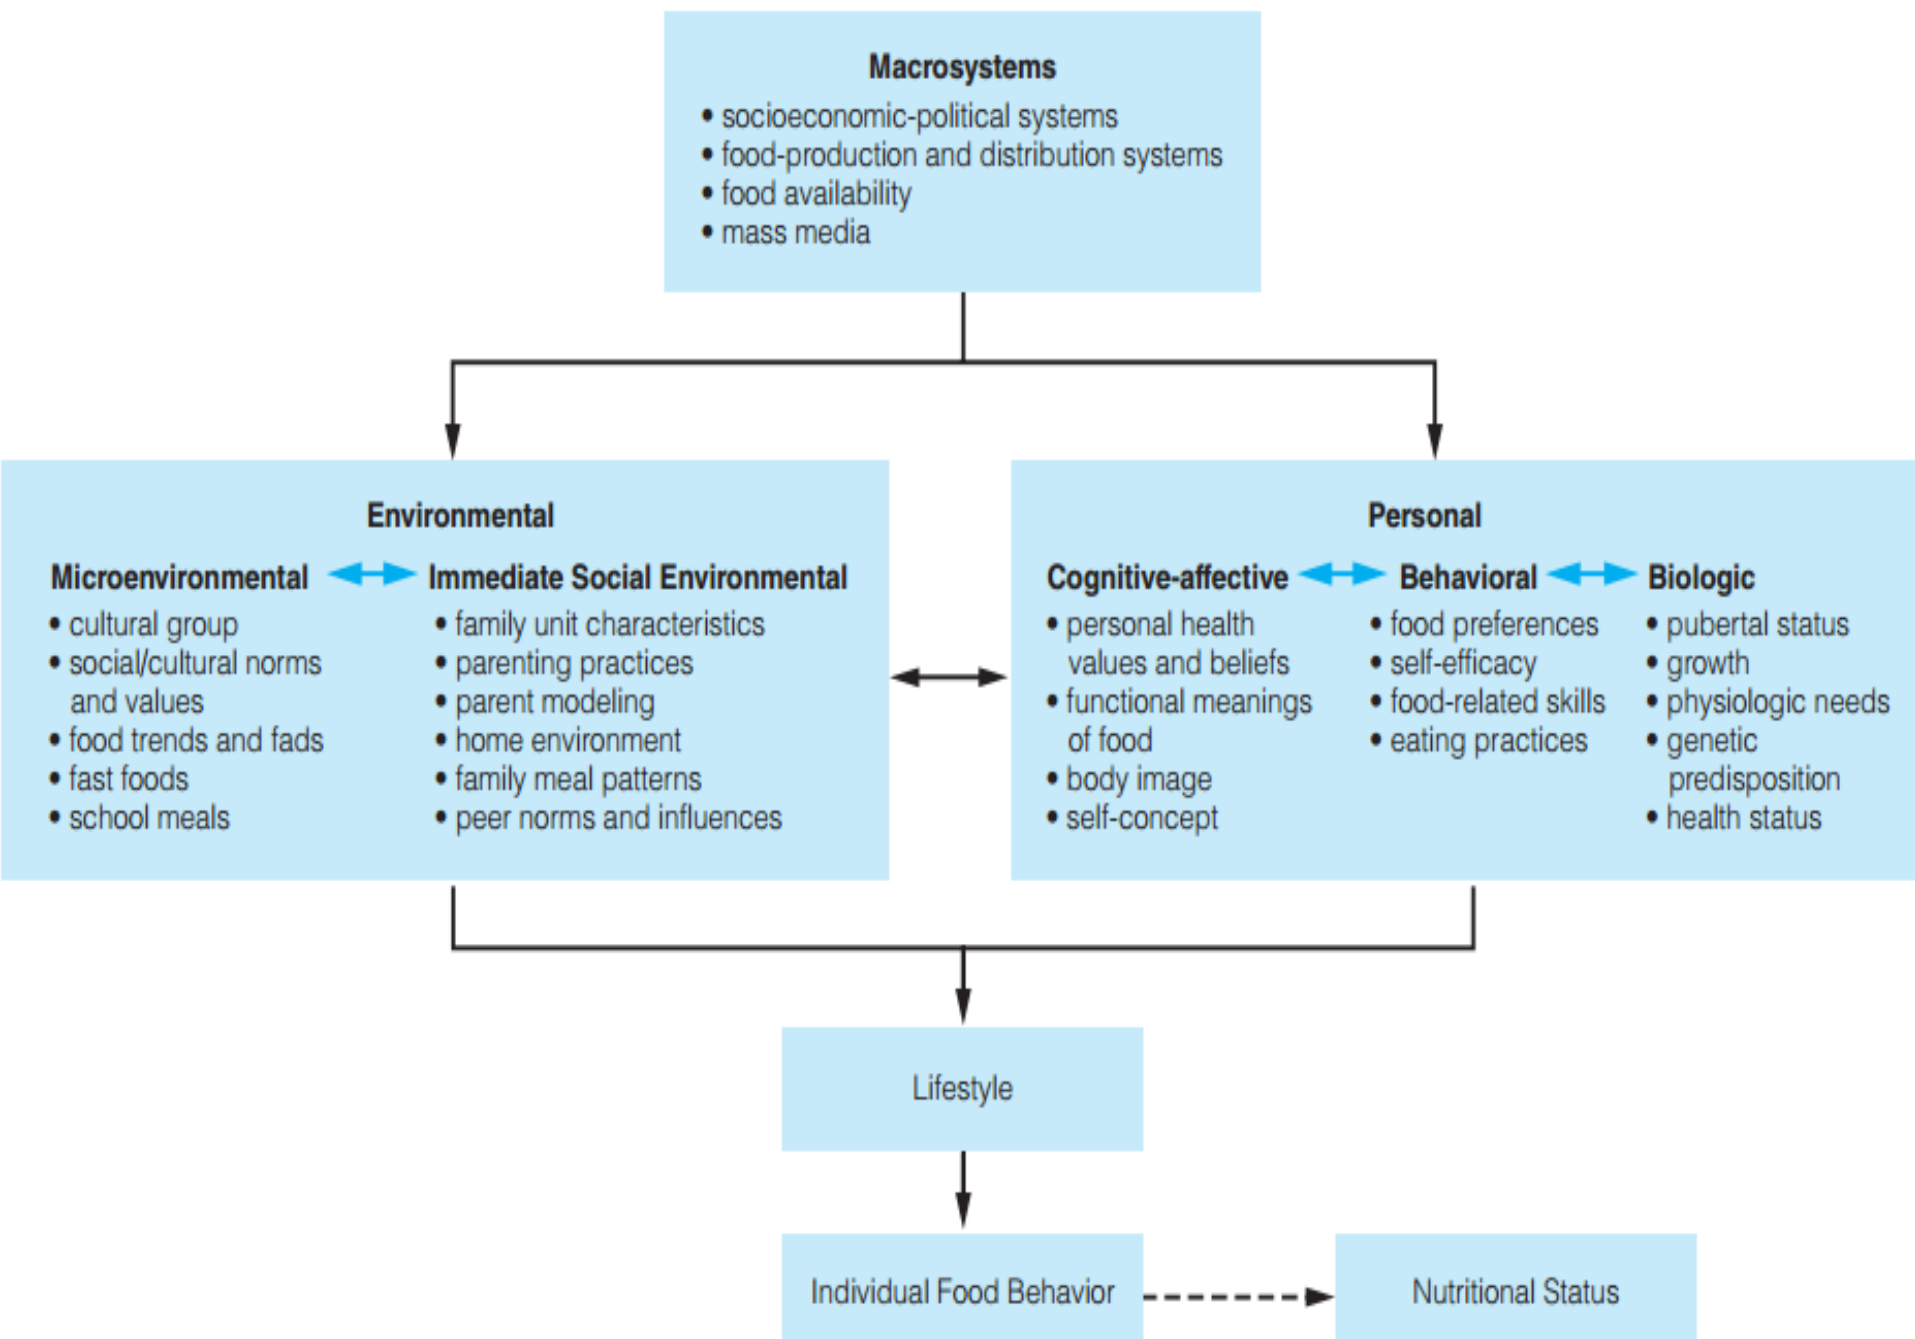 Macrosystems
• socioeconomic-political systems
• food-production and distribution systems
• food availability
• mass media
Environmental
Microenvironmental
• cultural group
• social/cultural norms
and values
• food trends and fads
• fast foods
• school meals
Immediate Social Environmental
• family unit characteristics
• parenting practices
• parent modeling
• home environment
• family meal patterns
• peer norms and influences
Personal
Cognitive-affective
• personal health
values and beliefs
• functional meanings
of food
• body image
• self-concept
Behavioral
• food preferences
• self-efficacy
• food-related skills
• eating practices
Biologic
• pubertal status
• growth
• physiologic needs
• genetic
predisposition
• health status
Lifestyle
Individual Food Behavior
Nutritional Status